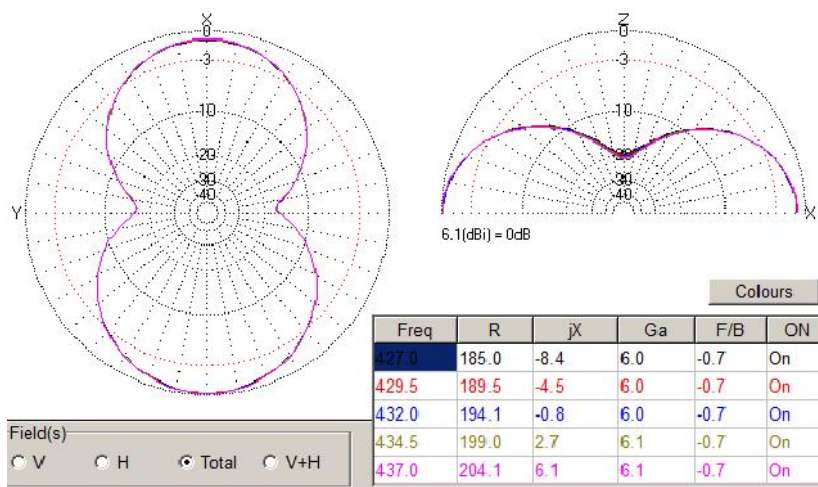 X
0
-3
-10
-20
-30
-40
Y
Z
0
-3
-10
-20
-30
-40
X
6.1(dBi) = 0dB
Colours
Freq R jX Ga F/B ON
427.0 185.0 -8.4 6.0 -0.7 On
429.5 189.5 -4.5 6.0 -0.7 On
432.0 194.1 -0.8 6.0 -0.7 On
434.5 199.0 2.7 6.1 -0.7 On
437.0 204.1 6.1 6.1 -0.7 On
Field(s)
V H Total V+H